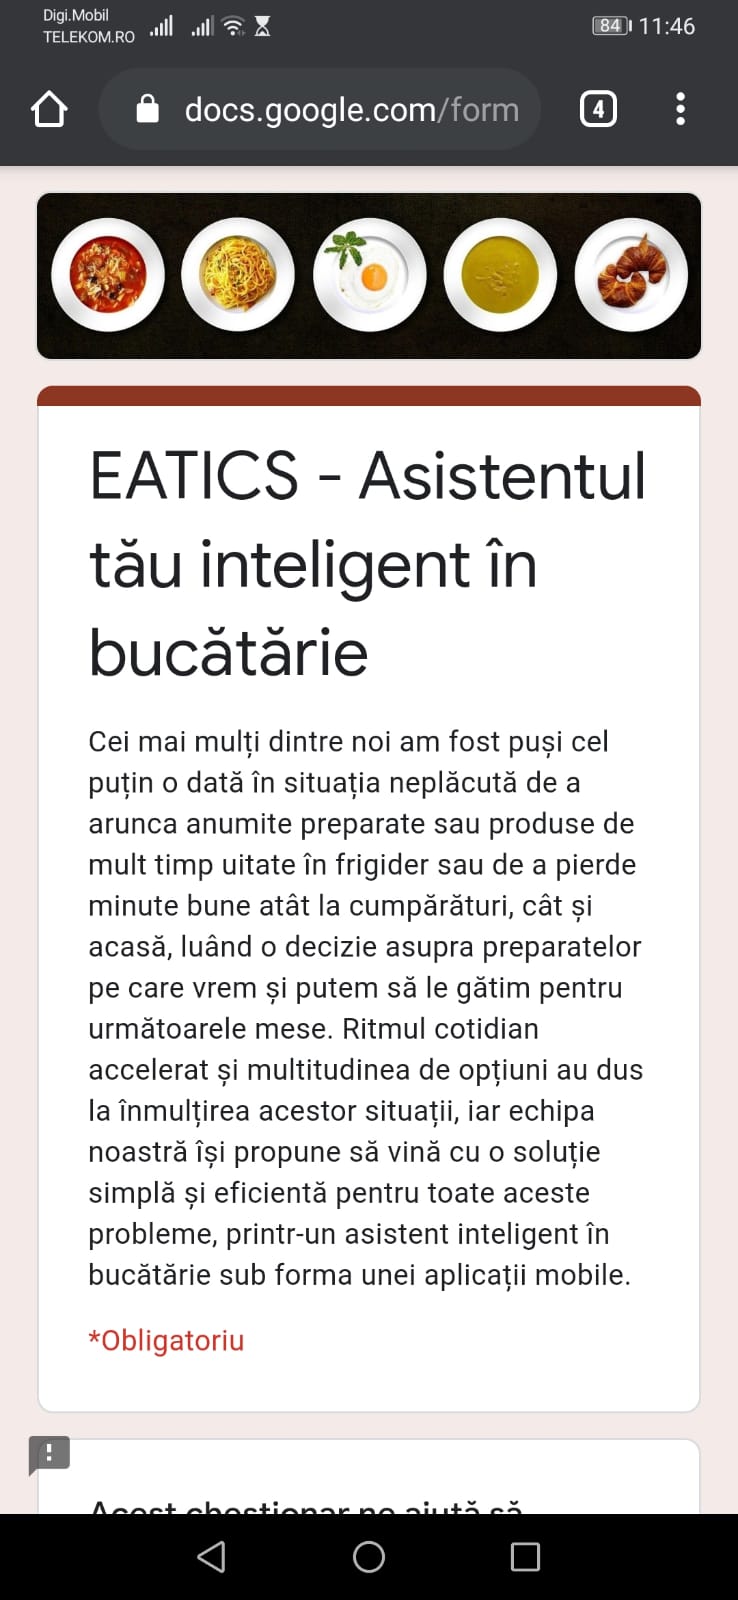 Digi.Mobil
TELEKOM.RO
84
11:46
docs.google.com/form
4
EATICS - Asistentul
tău inteligent în
bucătărie
Cei mai mulți dintre noi am fost puși cel
puțin o dată în situația neplăcută de a
arunca anumite preparate sau produse de
mult timp uitate în frigider sau de a pierde
minute bune atât la cumpărături, cât și
acasă, luând o decizie asupra preparatelor
pe care vrem și putem să le gătim pentru
următoarele mese. Ritmul cotidian
accelerat și multitudinea de opțiuni au dus
la înmulțirea acestor situații, iar echipa
noastră își propune să vină cu o soluție
simplă și eficientă pentru toate aceste
probleme, printr-un asistent inteligent în
bucătărie sub forma unei aplicații mobile.
*Obligatoriu
!
Acest chestionar ne ajută să